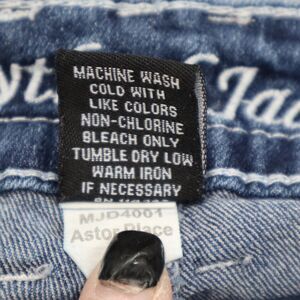 MACHINE WASH
COLD WITH
LIKE COLORS
NON-CHLORINE
BLEACH ONLY
TUMBLE DRY LOW
WARM IRON
IF NECESSARY
MJD4001
Astor Place